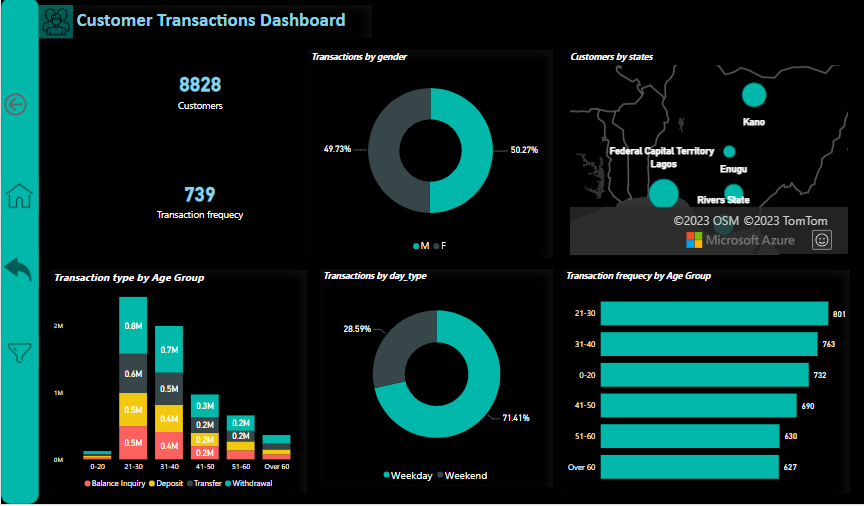 Customer Transactions Dashboard
8828
Customers
739
Transaction frequecy
Transactions by gender
49.73%
50.27%
M F
Customers by states
Kano
Federal Capital Territory
Lagos
Enugu
Rivers State
©2023 OSM ©2023 TomTom
Microsoft Azure
Transaction type by Age Group
2M
1M
0M
0.8M
0.6M
0.5M
0.5M
0.7M
0.5M
0.4M
0.4M
0.3M
0.2M
0.2M
0.2M
0.2M
0.2M
0-20 21-30 31-40 41-50 51-60 Over 60
Balance Inquiry Deposit Transfer Withdrawal
Transactions by day_type
28.59%
71.41%
Weekday Weekend
Transaction frequecy by Age Group
21-30 801
31-40 763
0-20 732
41-50 690
51-60 630
Over 60 627